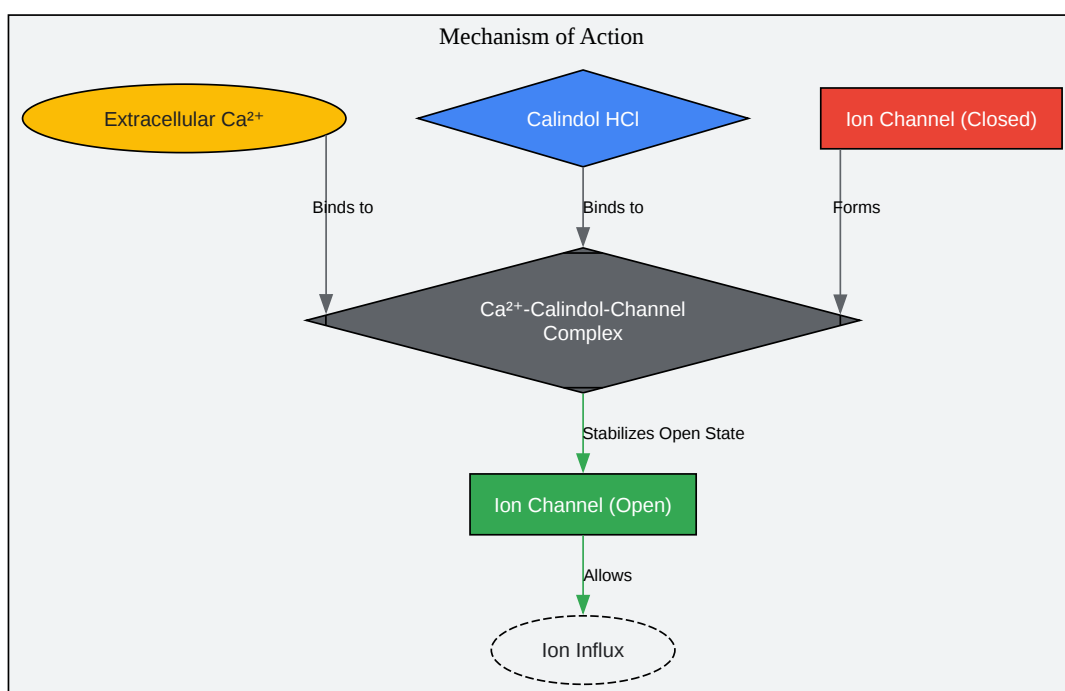 Mechanism of Action
Extracellular Ca²⁺
Calindol HCl
Ion Channel (Closed)
Binds to
Binds to
Forms
Ca²⁺-Calindol-Channel
Complex
Stabilizes Open State
Ion Channel (Open)
Allows
Ion Influx